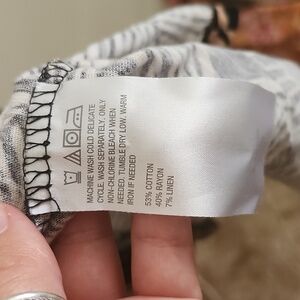 MACHINE WASH COLD DELICATE
CYCLE. WASH SEPARATELY. ONLY
NON-CHLORINE BLEACH WHEN
NEEDED. TUMBLE DRY LOW. WARM
IRON IF NEEDED
53% COTTON
40% RAYON
7% LINEN